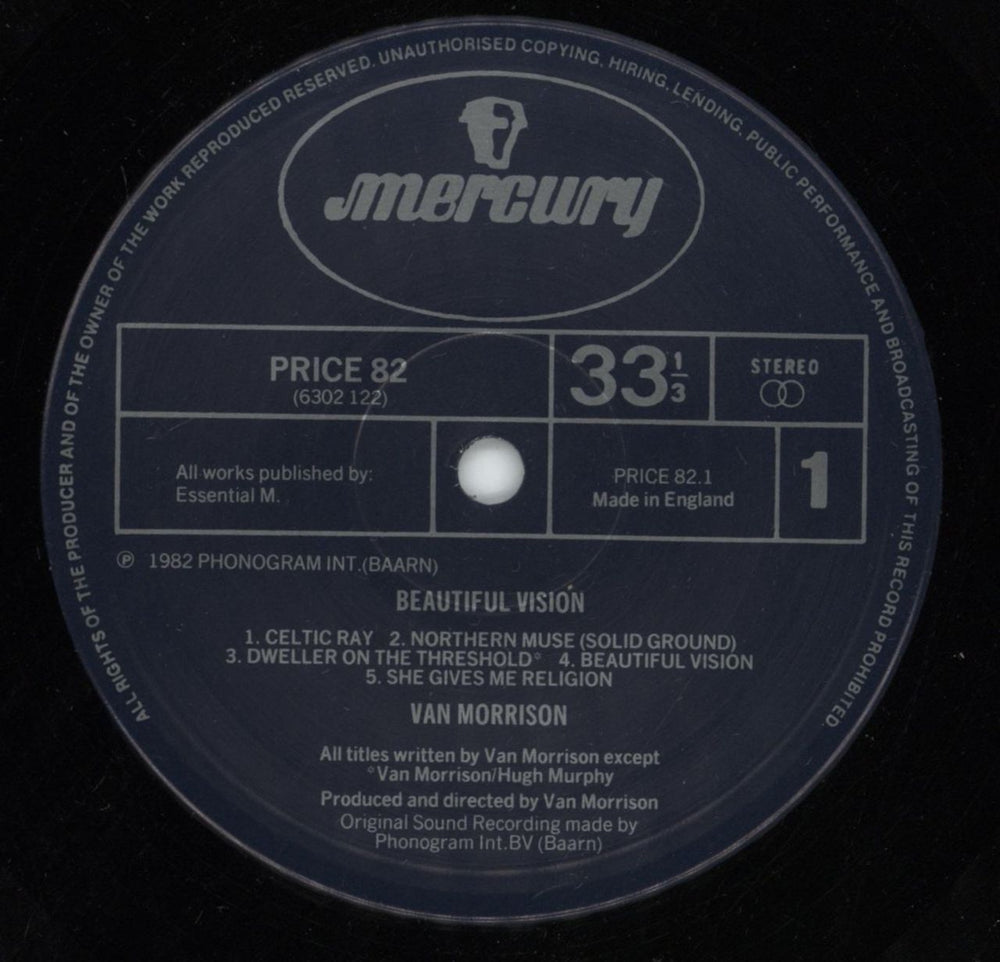 ALL RIGHTS OF THE PRODUCER AND OF THE OWNER OF THE WORK REPRODUCED RESERVED. UNAUTHORISED COPYING, HIRING, LENDING, PUBLIC PERFORMANCE AND BROADCASTING OF THIS RECORD PROHIBITED.
mercury
PRICE 82
(6302 122)
33 1/3
STEREO
All works published by:
Essential M.
PRICE 82.1
Made in England
1
℗ 1982 PHONOGRAM INT.(BAARN)
BEAUTIFUL VISION
1. CELTIC RAY 2. NORTHERN MUSE (SOLID GROUND)
3. DWELLER ON THE THRESHOLD* 4. BEAUTIFUL VISION
5. SHE GIVES ME RELIGION
VAN MORRISON
All titles written by Van Morrison except
*Van Morrison/Hugh Murphy
Produced and directed by Van Morrison
Original Sound Recording made by
Phonogram Int.BV (Baarn)